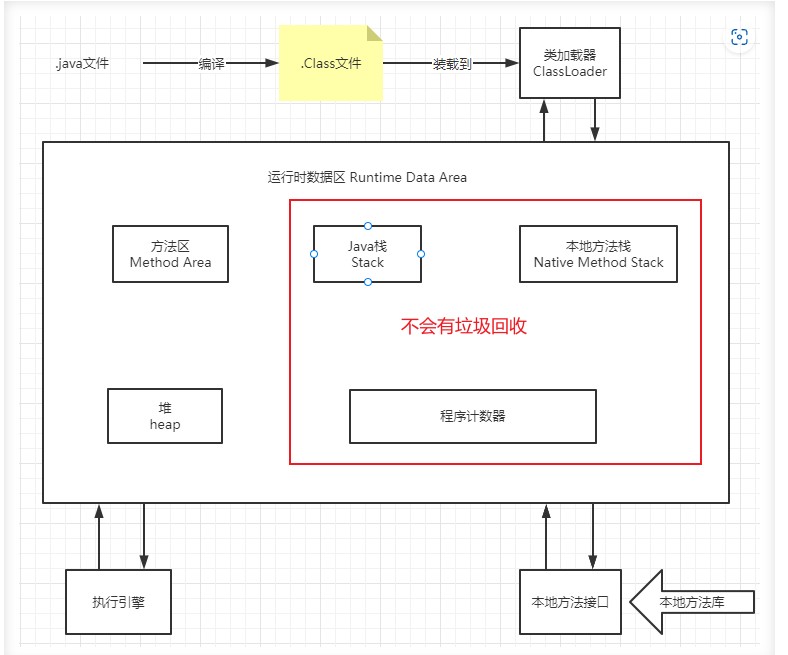 .java文件
编译
.Class文件
装载到
类加载器
ClassLoader
运行时数据区 Runtime Data Area
方法区
Method Area
Java栈
Stack
本地方法栈
Native Method Stack
不会有垃圾回收
堆
heap
程序计数器
执行引擎
本地方法接口
本地方法库